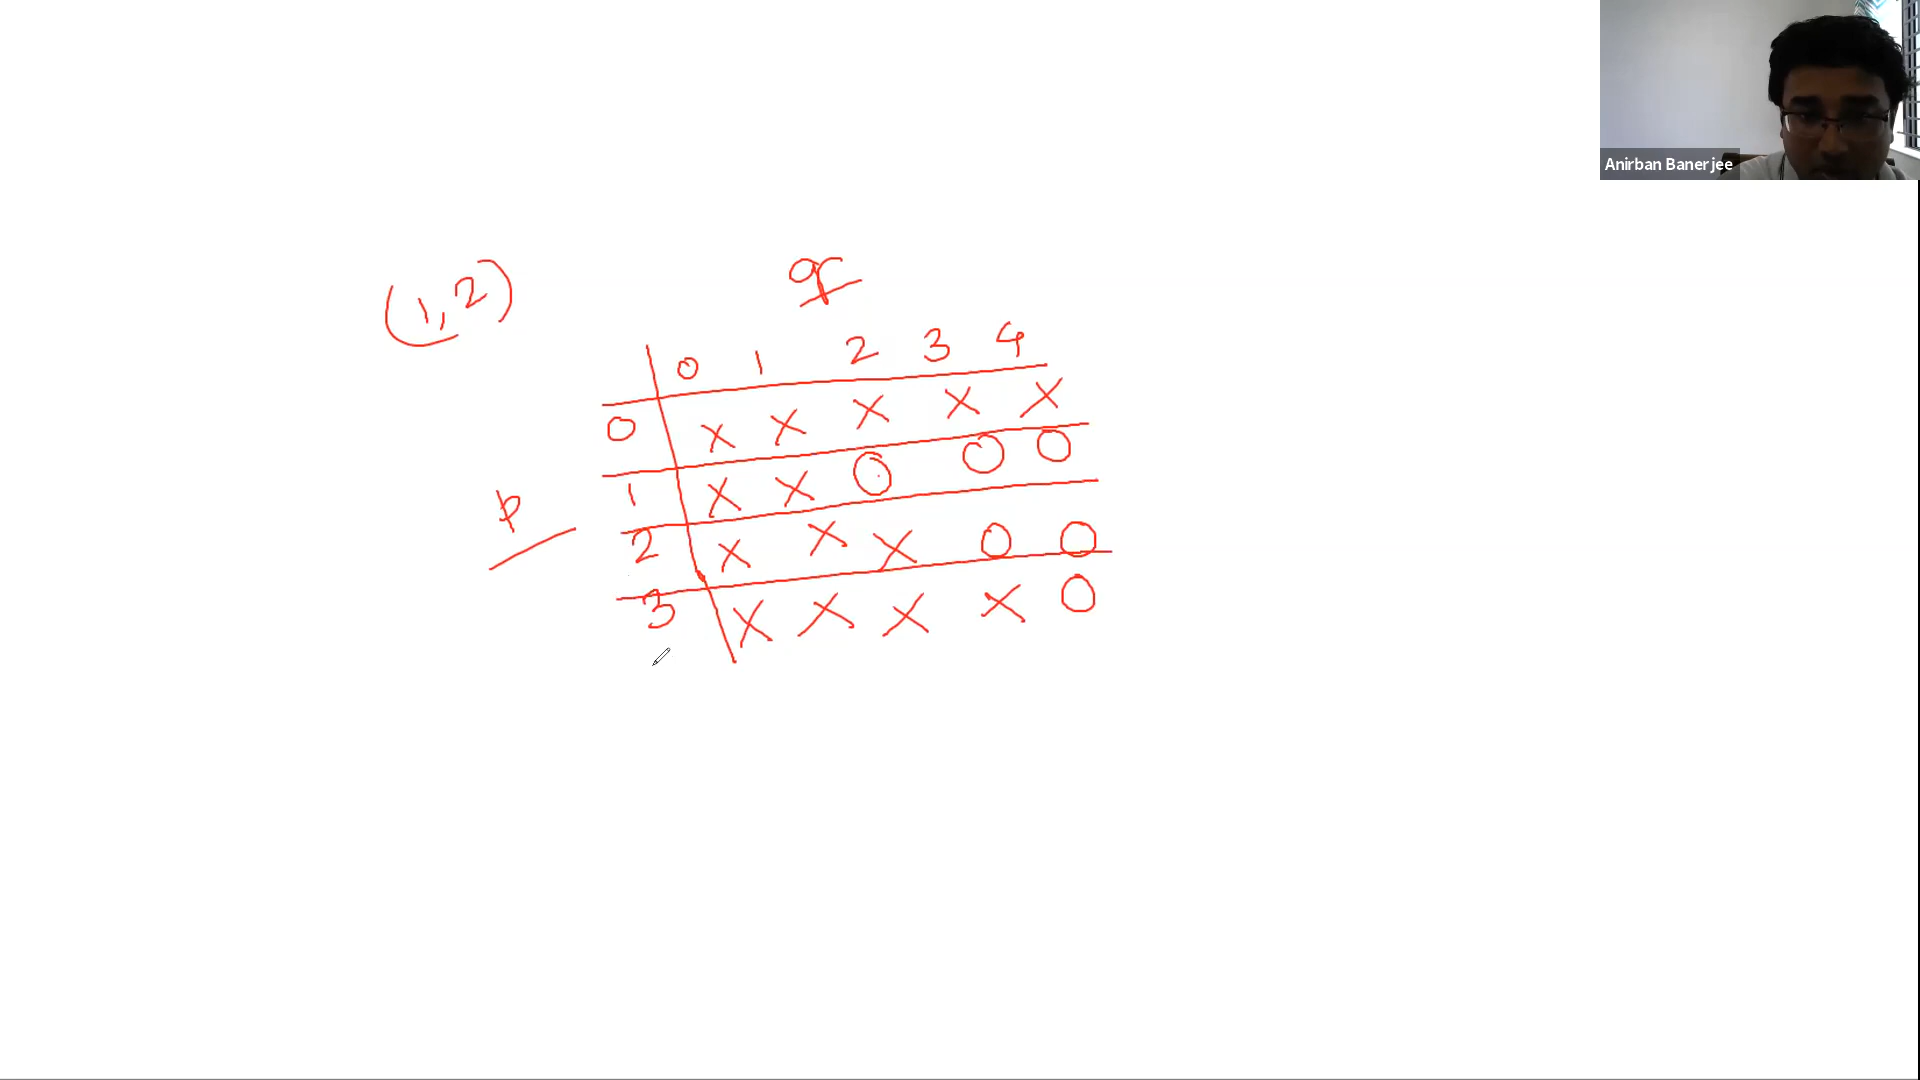 Anirban Banerjee
(1,2)
q
0 1 2 3 4
0 X X X X X
1 X X O O O
p
2 X X X O O
3 X X X X O